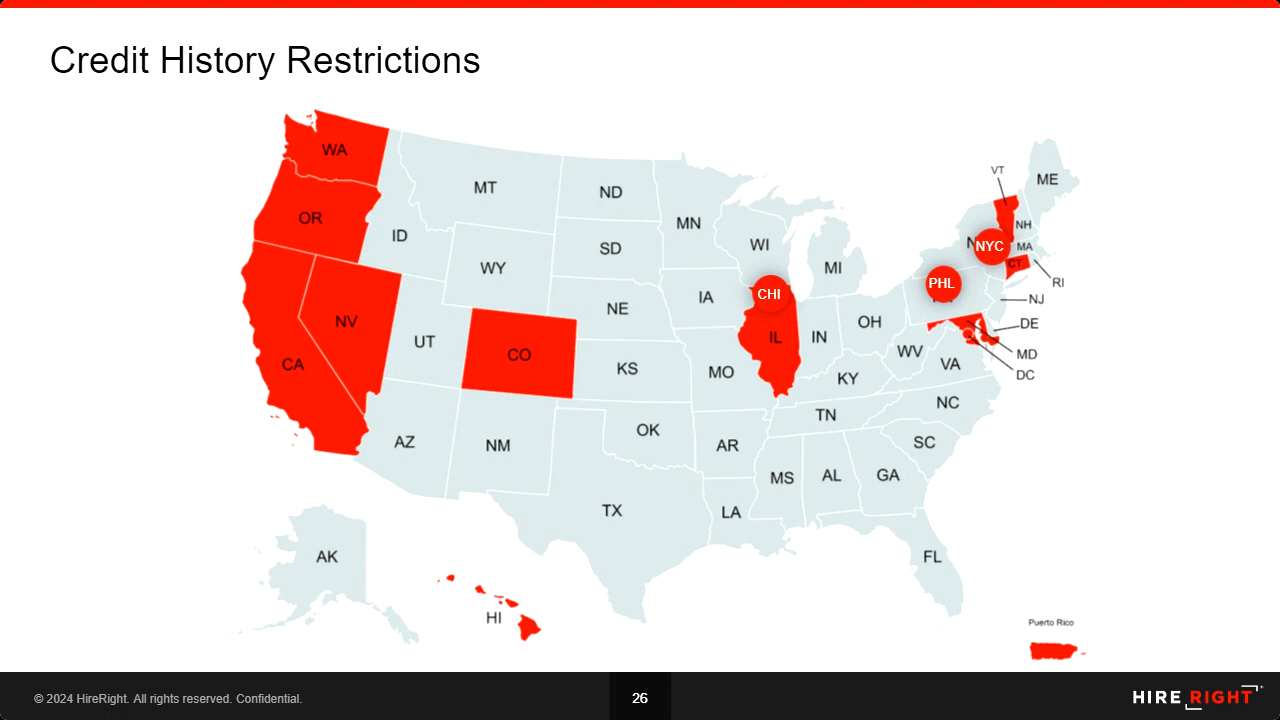 Credit History Restrictions
WA
OR
CA
NV
ID
MT
WY
UT
CO
AZ
NM
ND
SD
NE
KS
OK
TX
MN
IA
MO
AR
LA
WI
IL
CHI
MI
IN
OH
KY
TN
MS
AL
GA
FL
SC
NC
VA
WV
PHL
NYC
N
VT
ME
NH
MA
CT
RI
NJ
DE
MD
DC
AK
HI
Puerto Rico
© 2024 HireRight. All rights reserved. Confidential.
26
HIRE RIGHT